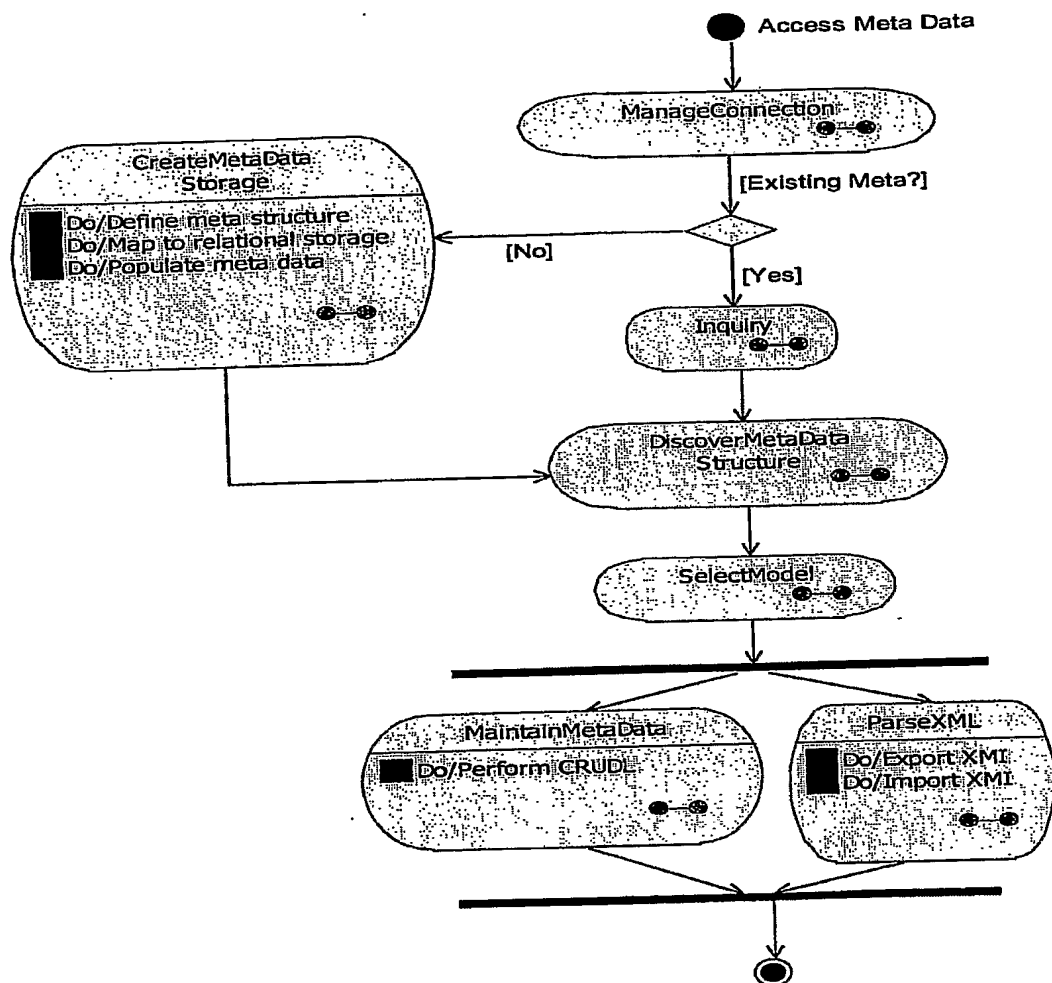 Access Meta Data
ManageConnection
[Existing Meta?]
CreateMetaData
Storage
Do/Define meta structure
Do/Map to relational storage
Do/Populate meta data
[No]
[Yes]
Inquiry
DiscoverMetaData
Structure
SelectModel
MaintainMetaData
Do/Perform CRUDL
ParseXML
Do/Export XMI
Do/Import XMI